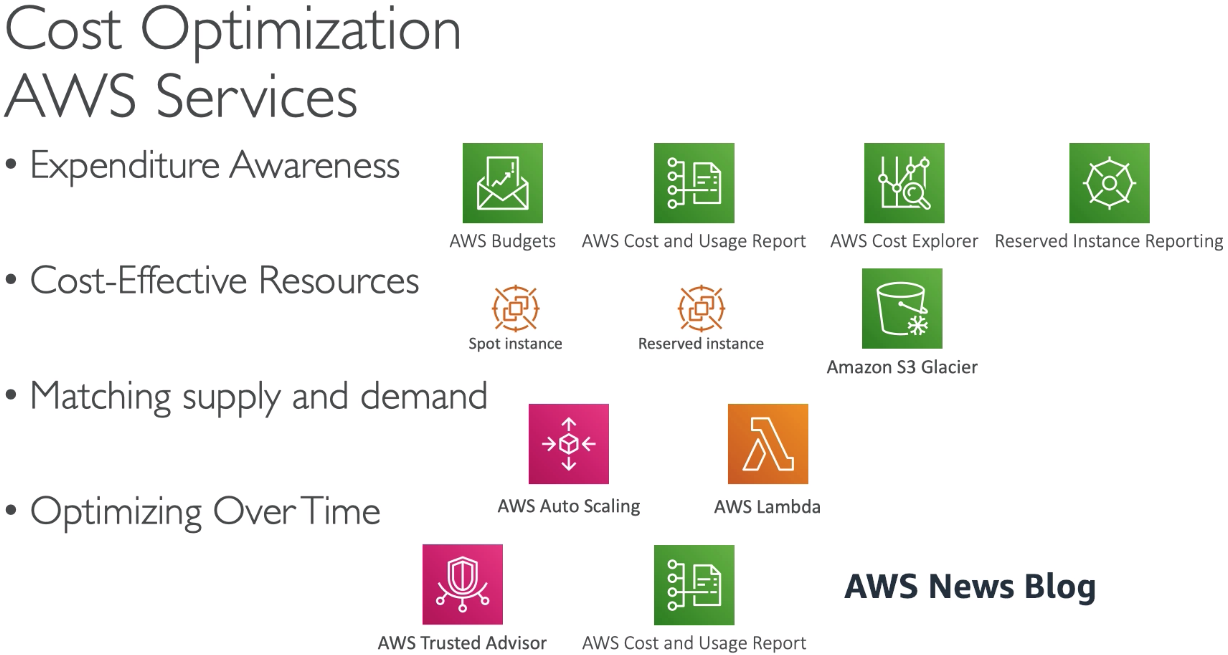 Cost Optimization
AWS Services
• Expenditure Awareness
AWS Budgets
AWS Cost and Usage Report
AWS Cost Explorer
Reserved Instance Reporting
• Cost-Effective Resources
Spot instance
Reserved instance
Amazon S3 Glacier
• Matching supply and demand
AWS Auto Scaling
AWS Lambda
• Optimizing Over Time
AWS Trusted Advisor
AWS Cost and Usage Report
AWS News Blog